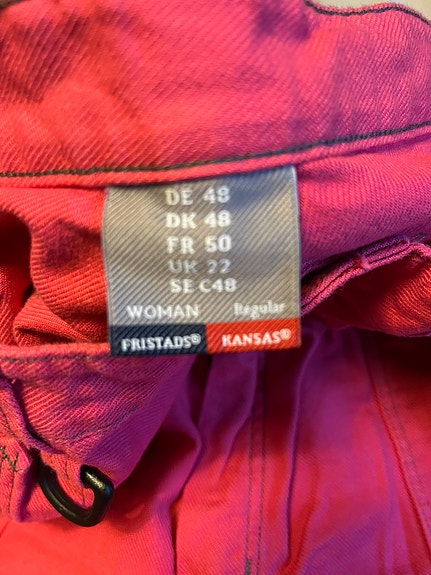 DE 48
DK 48
FR 50
UK 22
SE C48
WOMAN Regular
FRISTADS® KANSAS®